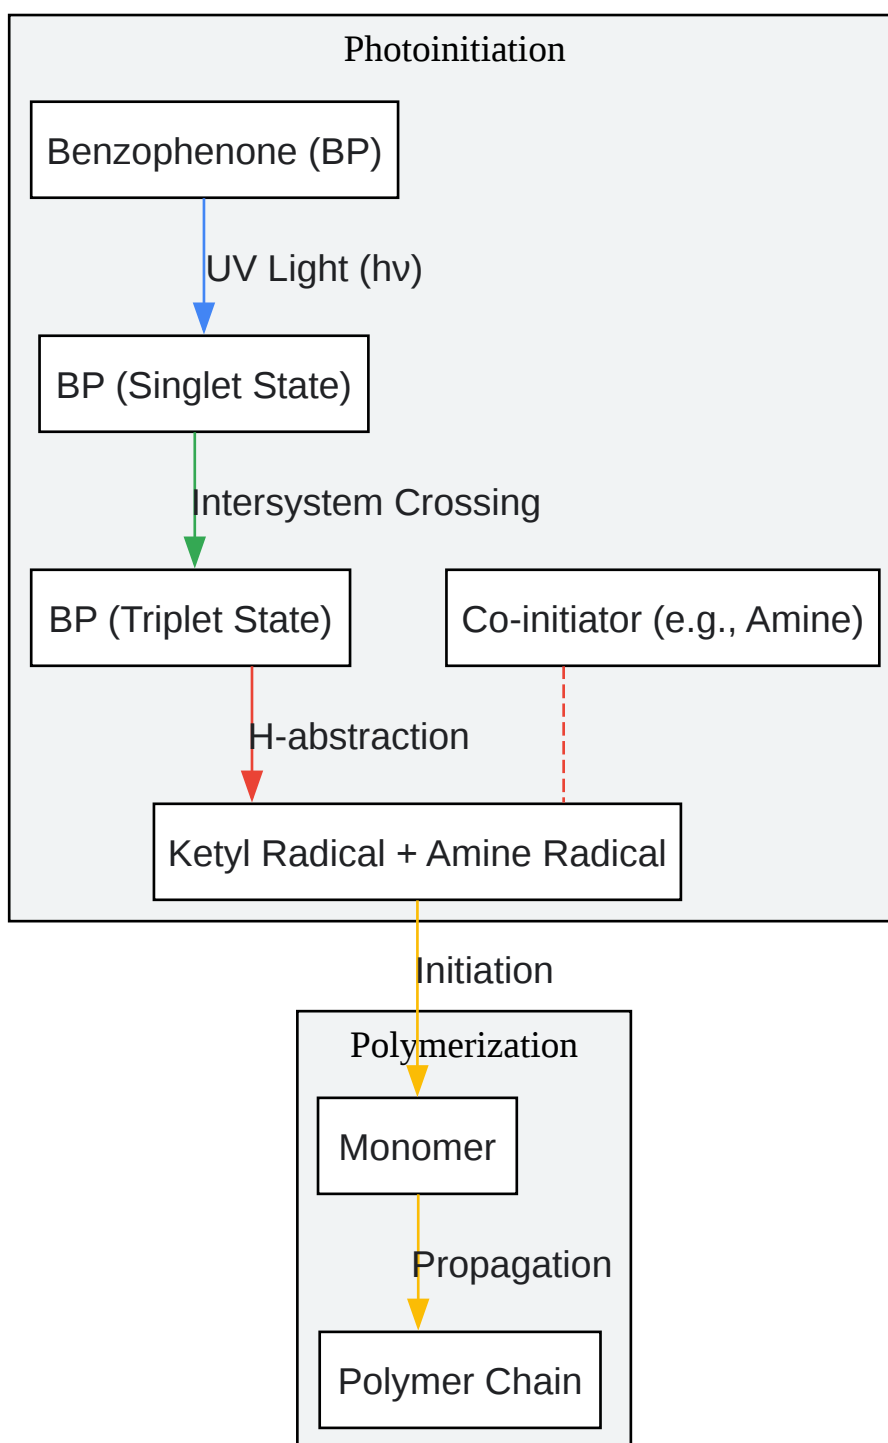 Photoinitiation
Benzophenone (BP)
UV Light (hν)
BP (Singlet State)
Intersystem Crossing
BP (Triplet State)
Co-initiator (e.g., Amine)
H-abstraction
Ketyl Radical + Amine Radical
Initiation
Polymerization
Monomer
Propagation
Polymer Chain